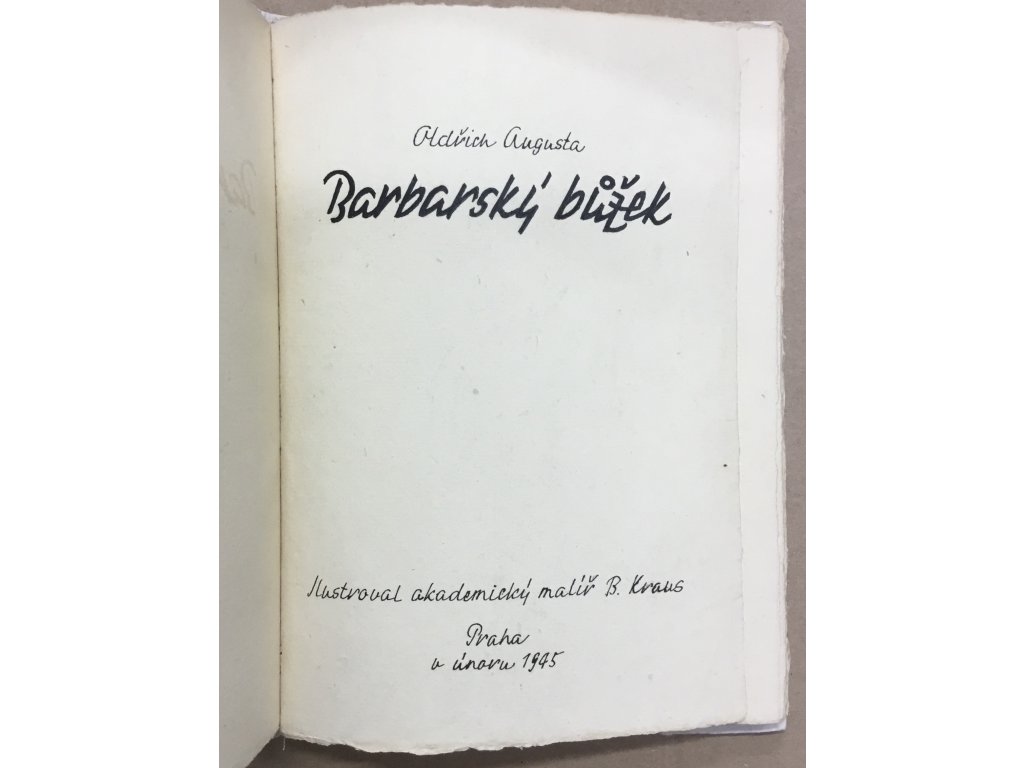 Oldřich Augusta
Barbarský bůžek
Ilustroval akademický malíř B. Kraus
Praha
v únoru 1945